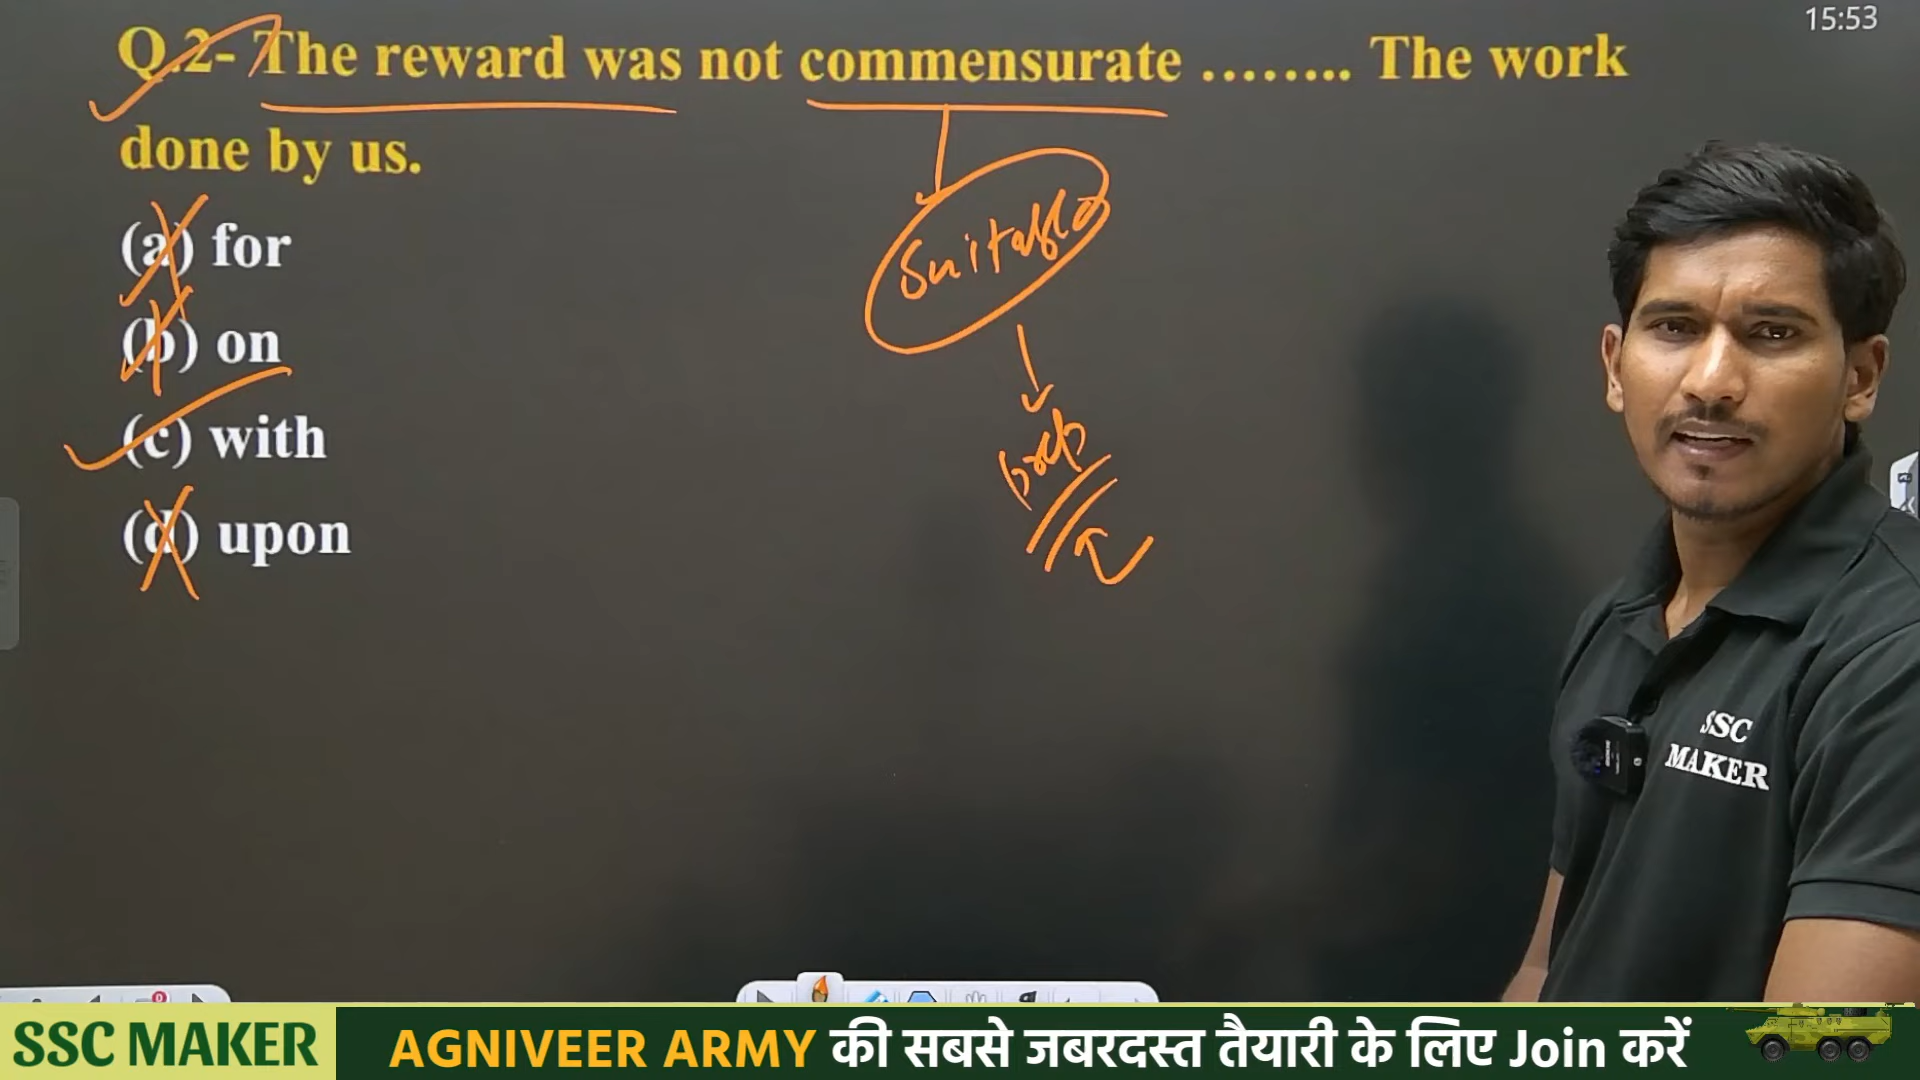 15:53
Q.2- The reward was not commensurate …….. The work
done by us.
(a) for
(b) on
(c) with
(d) upon
Suitable
prep
SSC
MAKER
SSC MAKER
AGNIVEER ARMY की सबसे जबरदस्त तैयारी के लिए Join करें